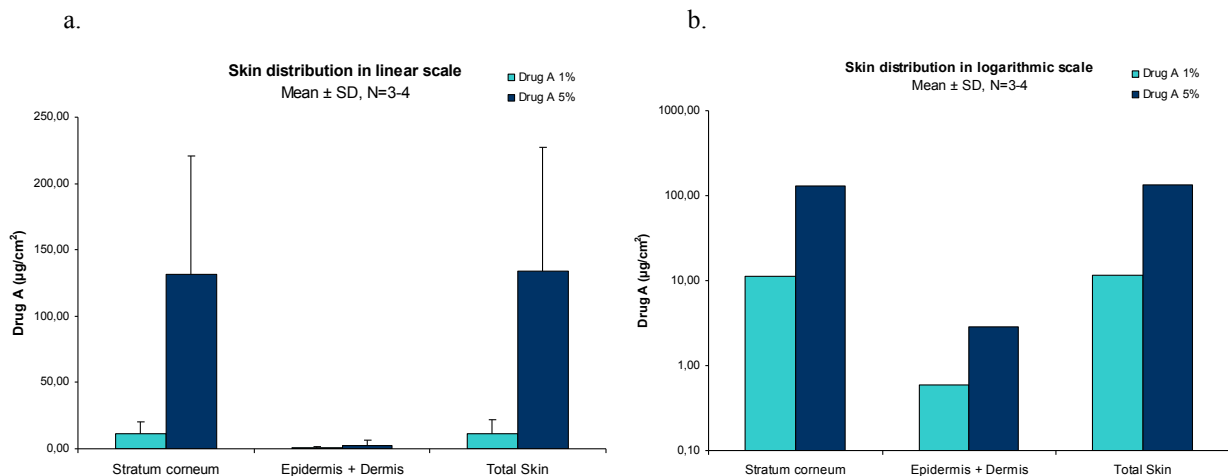 a.
Skin distribution in linear scale
Mean ± SD, N=3-4
Drug A 1%
Drug A 5%
Drug A (µg/cm²)
250,00
200,00
150,00
100,00
50,00
0,00
Stratum corneum
Epidermis + Dermis
Total Skin
b.
Skin distribution in logarithmic scale
Mean ± SD, N=3-4
Drug A 1%
Drug A 5%
Drug A (µg/cm²)
1000,00
100,00
10,00
1,00
0,10
Stratum corneum
Epidermis + Dermis
Total Skin